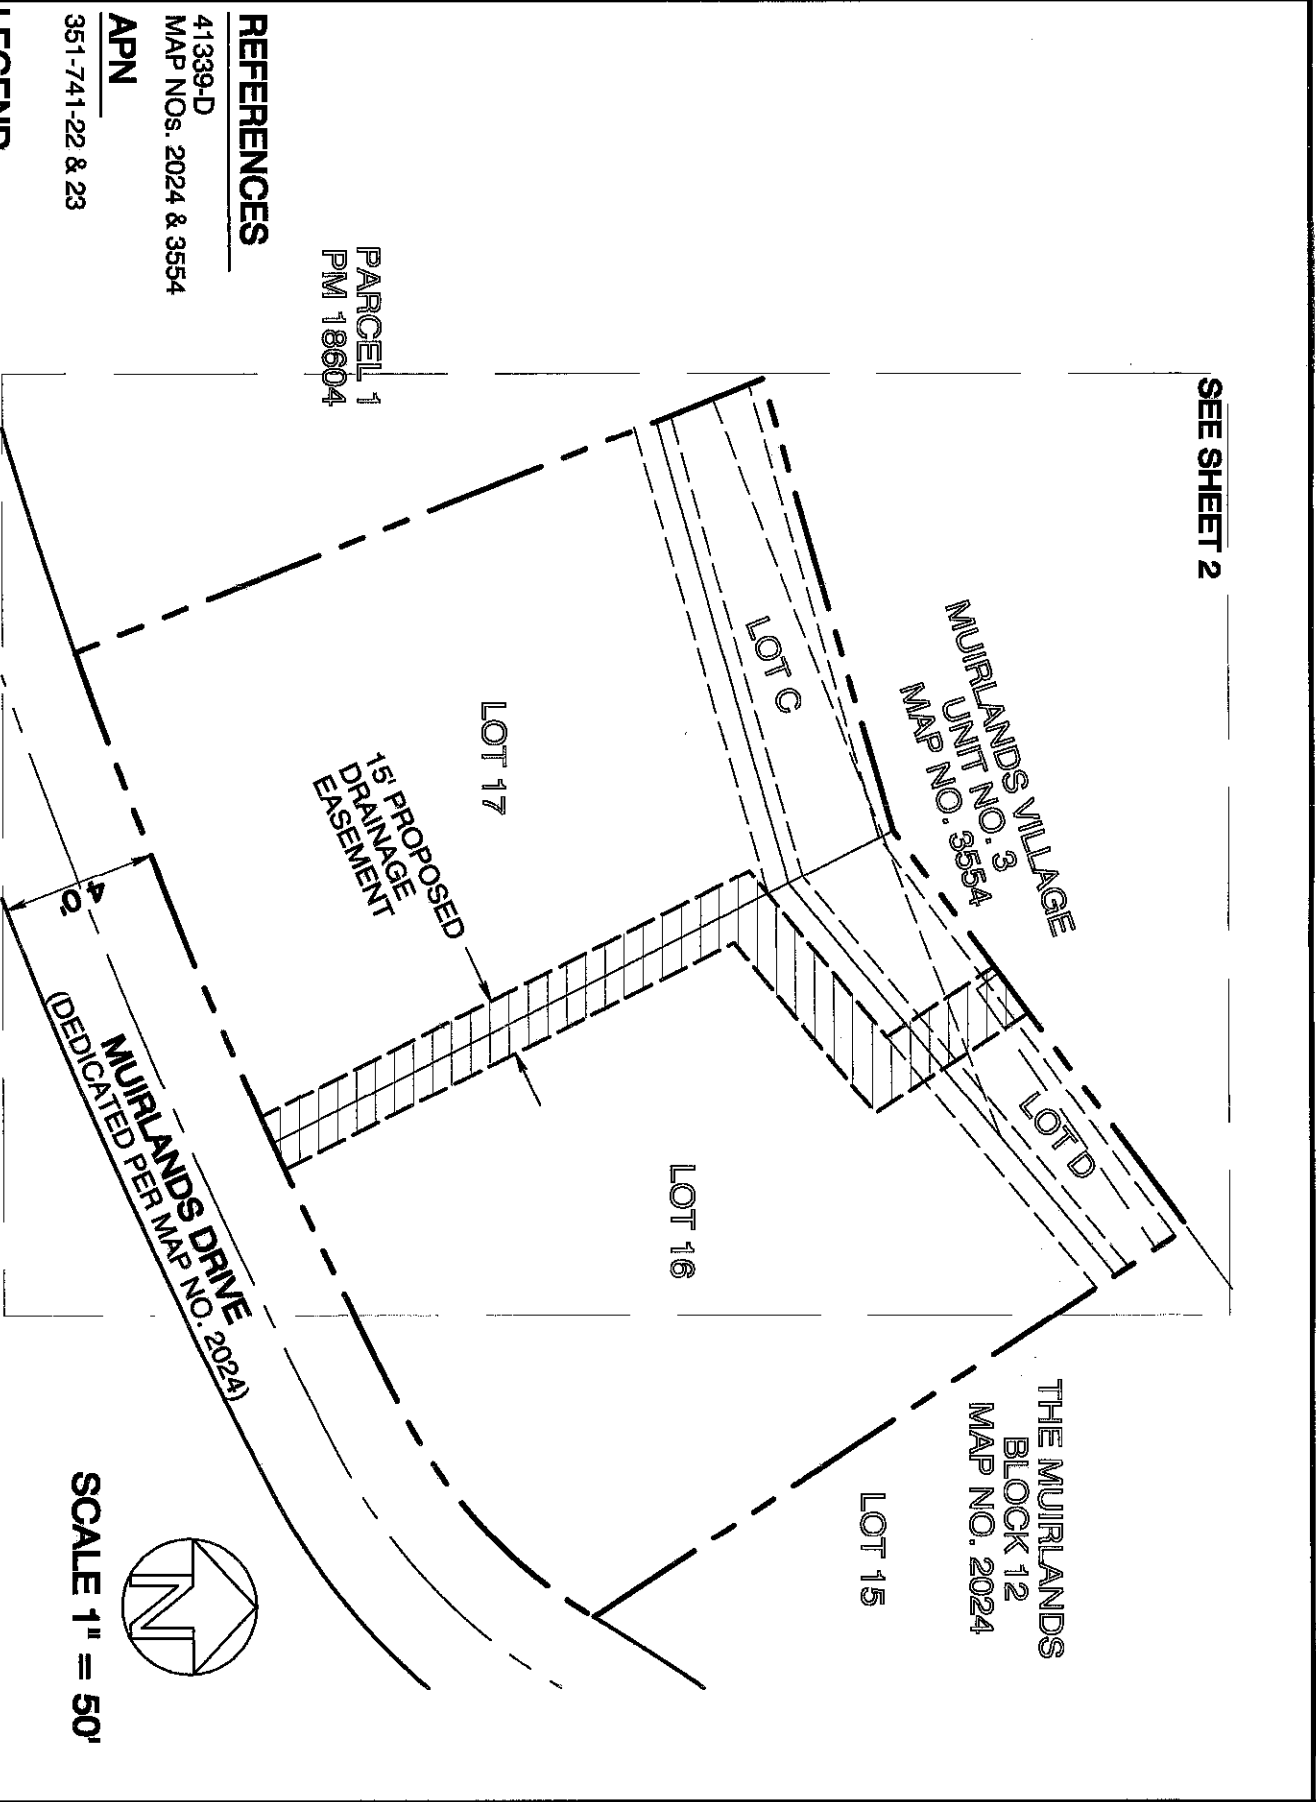 SEE SHEET 2
MUIRLANDS VILLAGE
UNIT NO. 3
MAP NO. 3554
THE MUIRLANDS
BLOCK 12
MAP NO. 2024
LOT C
LOT D
LOT 15
LOT 16
LOT 17
15' PROPOSED
DRAINAGE
EASEMENT
PARCEL 1
PM 18604
REFERENCES
41339-D
MAP NOs. 2024 & 3554
APN
351-741-22 & 23
LEGEND
40'
MUIRLANDS DRIVE
(DEDICATED PER MAP NO. 2024)
N
SCALE 1" = 50'